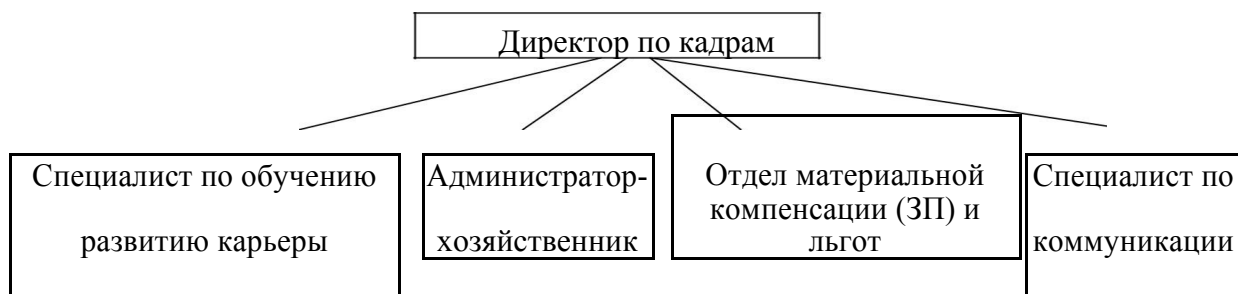 Директор по кадрам
Специалист по обучению
развитию карьеры
Администратор-
хозяйственник
Отдел материальной
компенсации (ЗП) и
льгот
Специалист по
коммуникации